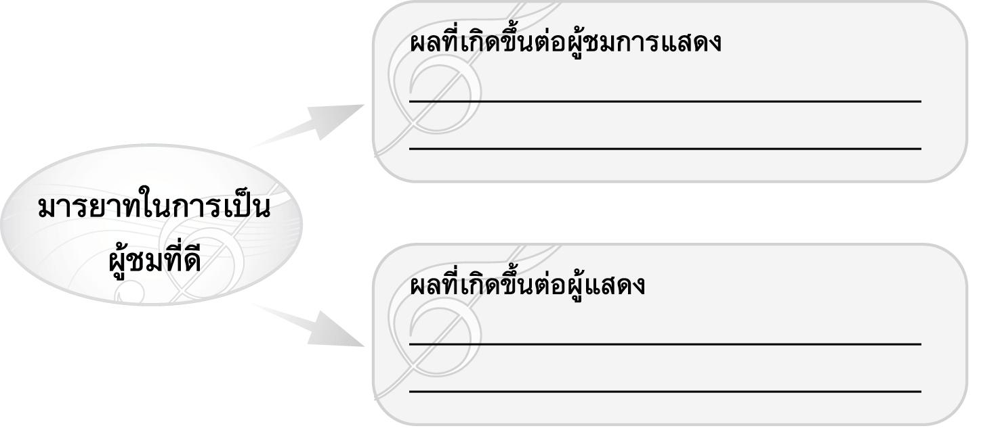 ผลที่เกิดขึ้นต่อผู้ชมการแสดง
มารยาทในการเป็น
ผู้ชมที่ดี
ผลที่เกิดขึ้นต่อผู้แสดง